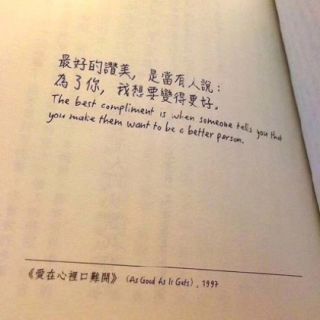 最好的讚美，是當有人說：
為了你，我想要變得更好。
The best compliment is when someone tells you that
you make them want to be a better person.
《愛在心裡口難開》（As Good As It Gets）, 1997